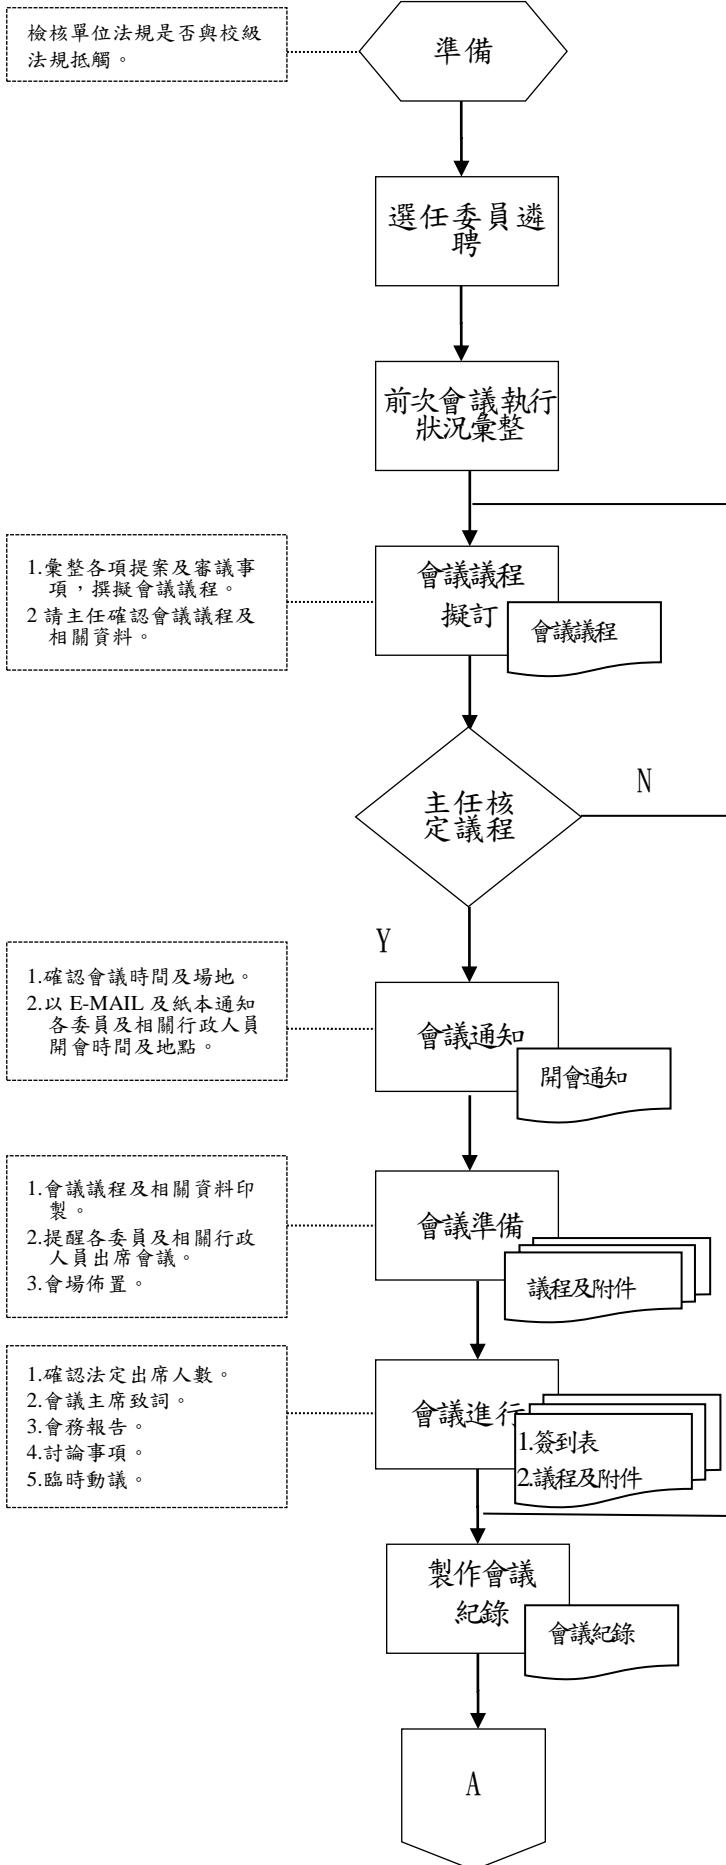 檢核單位法規是否與校級
法規抵觸。
準備
選任委員遴
聘
前次會議執行
狀況彙整
1.彙整各項提案及審議事
項，撰擬會議議程。
2 請主任確認會議議程及
相關資料。
會議議程
擬訂
會議議程
主任核
定議程
N
Y
1.確認會議時間及場地。
2.以 E-MAIL 及紙本通知
各委員及相關行政人員
開會時間及地點。
會議通知
開會通知
1.會議議程及相關資料印
製。
2.提醒各委員及相關行政
人員出席會議。
3.會場佈置。
會議準備
議程及附件
1.確認法定出席人數。
2.會議主席致詞。
3.會務報告。
4.討論事項。
5.臨時動議。
會議進行
1.簽到表
2.議程及附件
製作會議
紀錄
會議紀錄
A